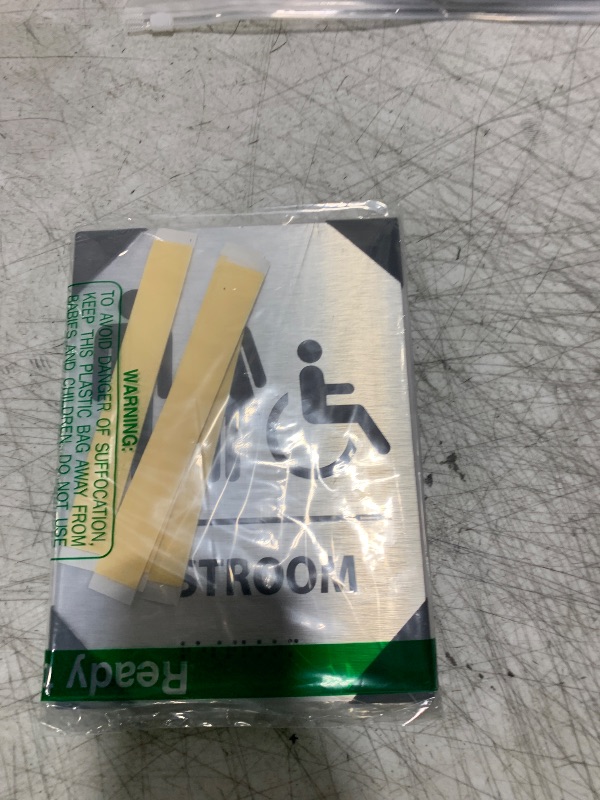 WARNING:
TO AVOID DANGER OF SUFFOCATION,
KEEP THIS PLASTIC BAG AWAY FROM
BABIES AND CHILDREN. DO NOT USE
STROOM
Ready